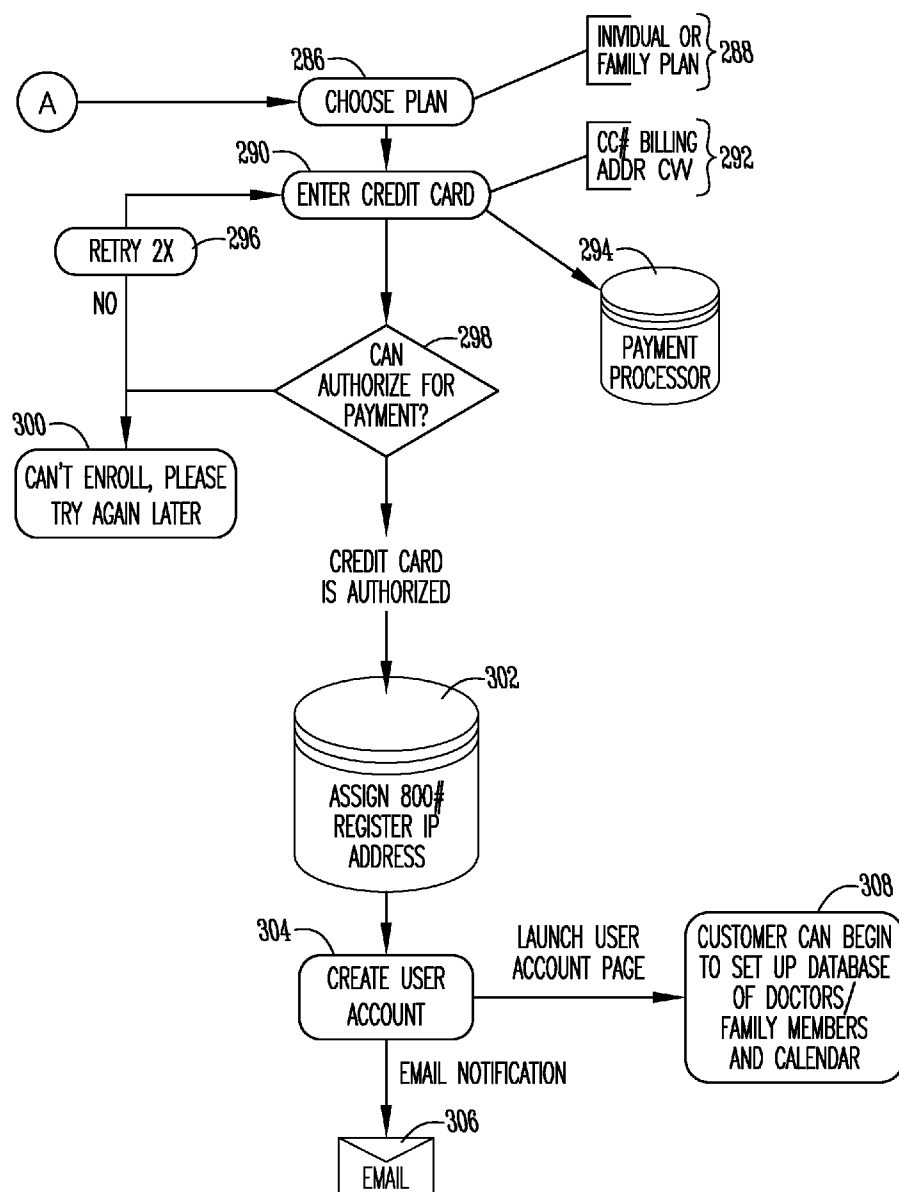 286
INIVIDUAL OR
FAMILY PLAN
288
A
CHOOSE PLAN
290
CC# BILLING
ADDR CVV
292
ENTER CREDIT CARD
RETRY 2X
296
294
NO
PAYMENT
PROCESSOR
298
CAN
AUTHORIZE FOR
PAYMENT?
300
CAN'T ENROLL, PLEASE
TRY AGAIN LATER
CREDIT CARD
IS AUTHORIZED
302
ASSIGN 800#
REGISTER IP
ADDRESS
304
CREATE USER
ACCOUNT
LAUNCH USER
ACCOUNT PAGE
308
CUSTOMER CAN BEGIN
TO SET UP DATABASE
OF DOCTORS/
FAMILY MEMBERS
AND CALENDAR
EMAIL NOTIFICATION
306
EMAIL